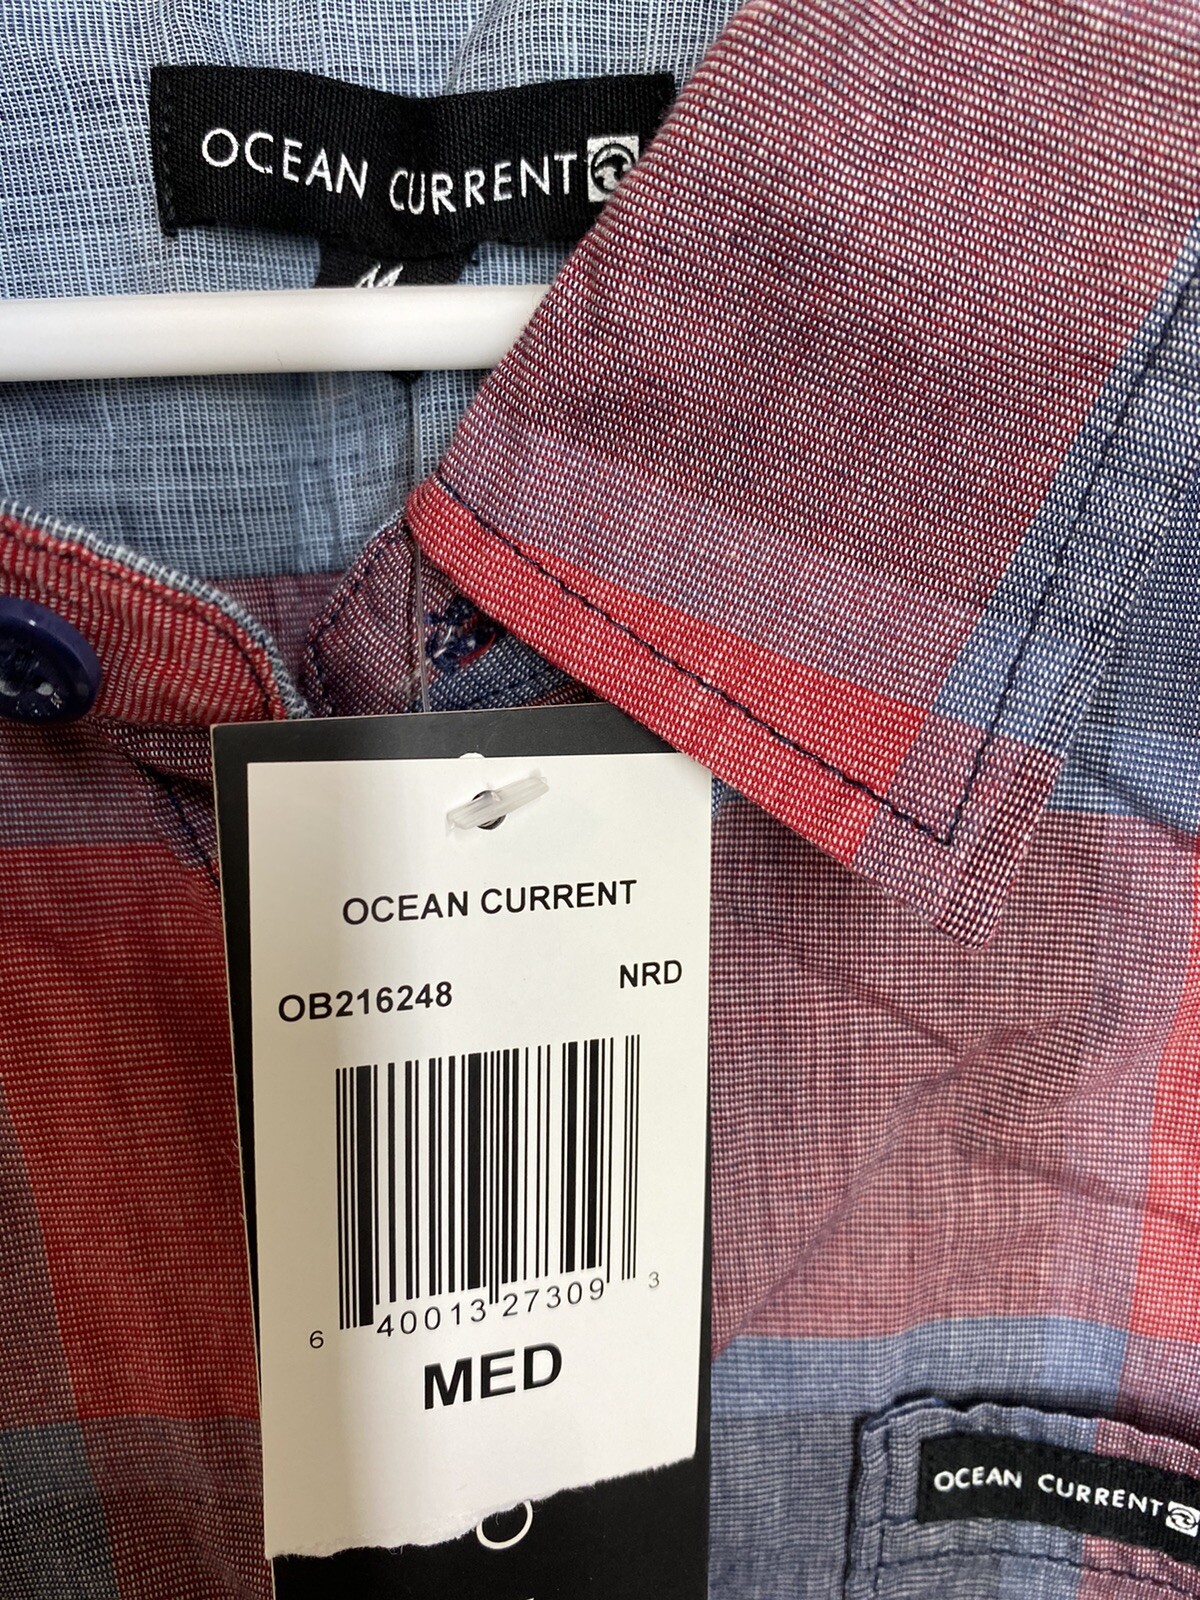 OCEAN CURRENT
M
OCEAN CURRENT
OB216248 NRD
6 40013 27309 3
MED
OCEAN CURRENT